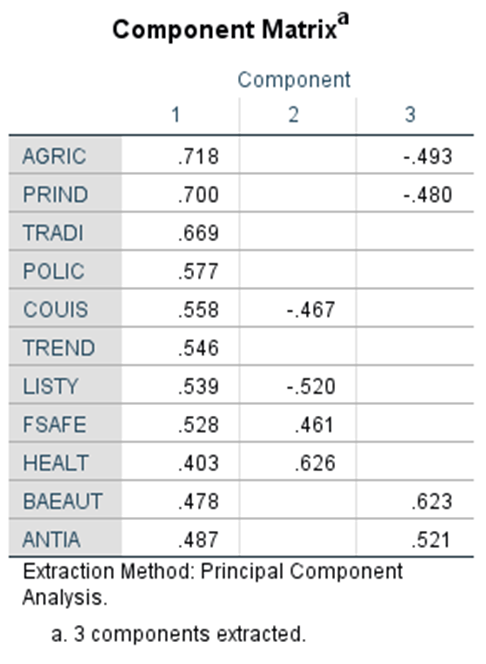 Component Matrixa
Component
1 2 3
AGRIC .718 -.493
PRIND .700 -.480
TRADI .669
POLIC .577
COUIS .558 -.467
TREND .546
LISTY .539 -.520
FSAFE .528 .461
HEALT .403 .626
BAEAUT .478 .623
ANTIA .487 .521
Extraction Method: Principal Component
Analysis.
a. 3 components extracted.